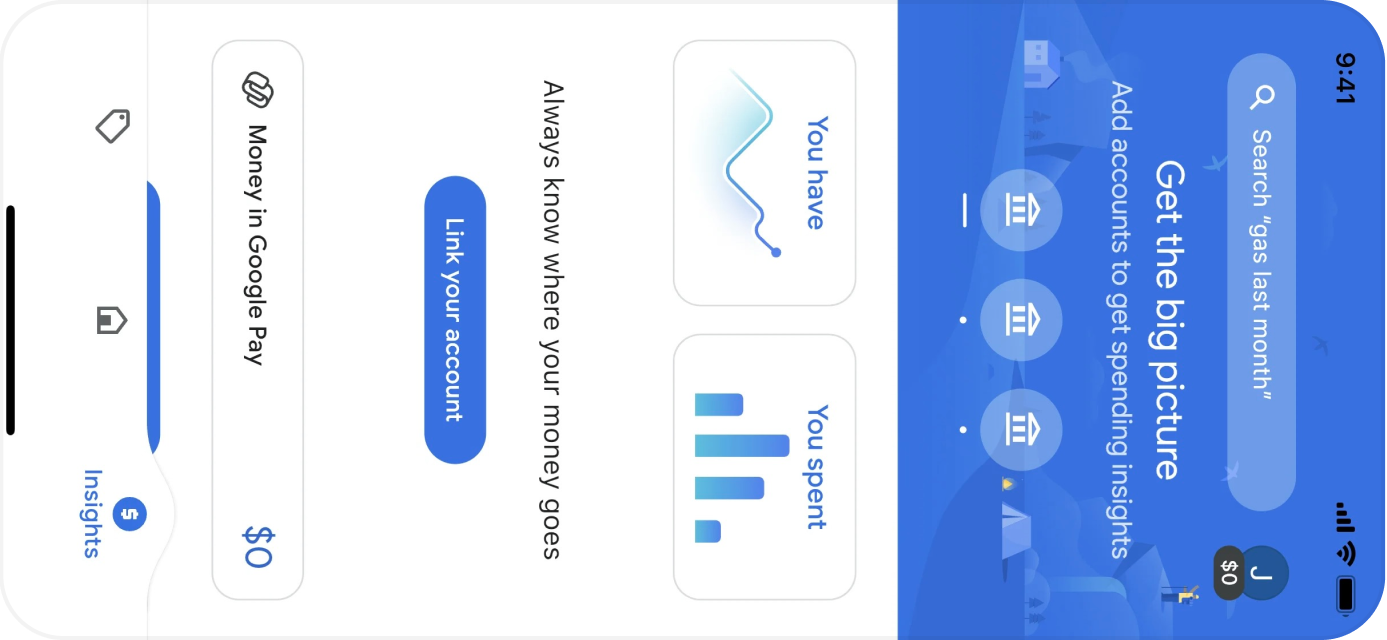 9:41
Search “gas last month”
J
$0
Get the big picture
Add accounts to get spending insights
You have
You spent
Always know where your money goes
Link your account
Money in Google Pay
$0
$
Insights